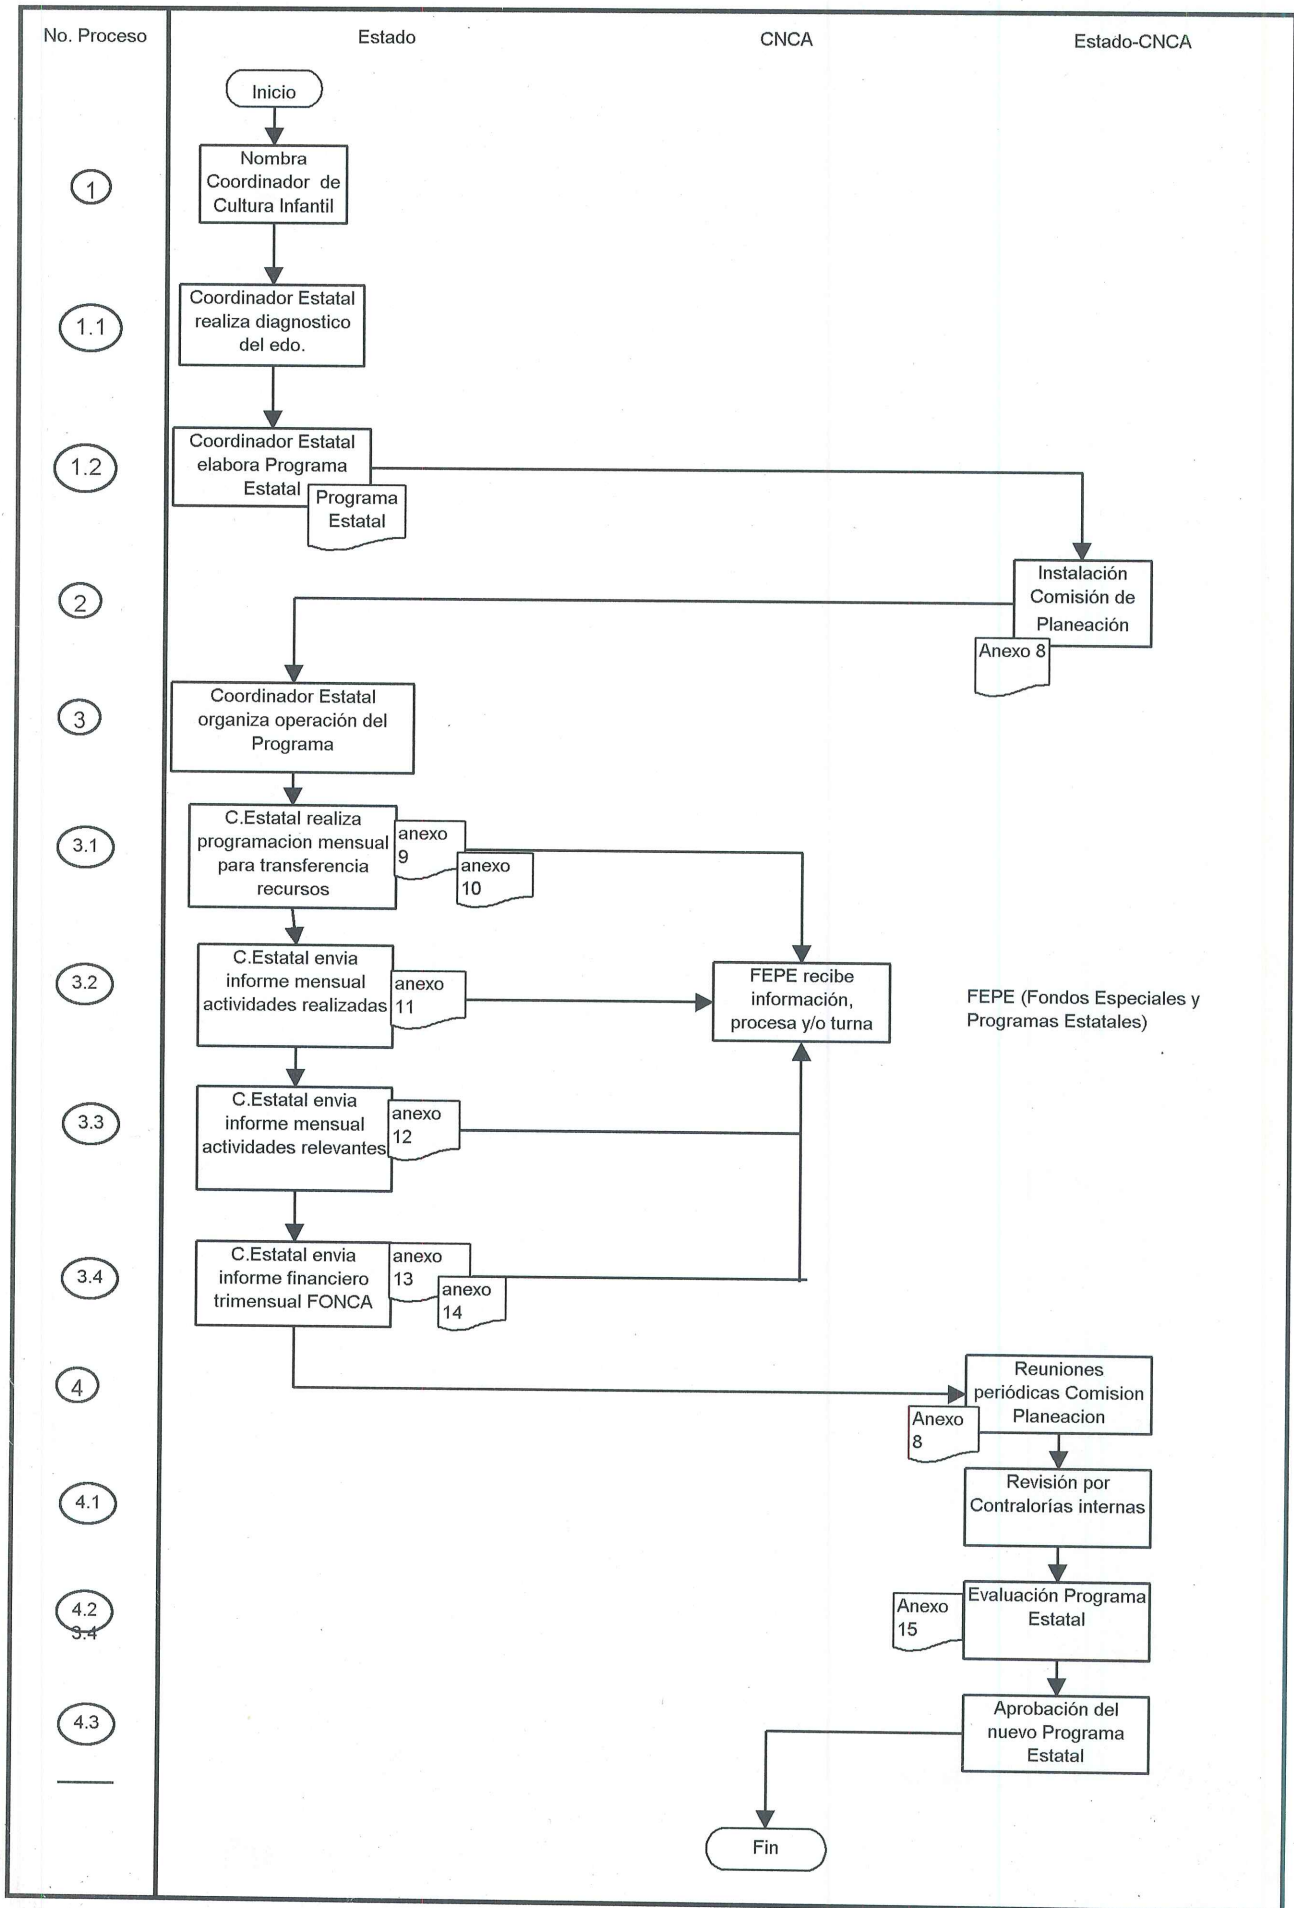 No. Proceso
Estado
CNCA
Estado-CNCA
Inicio
1
Nombra
Coordinador de
Cultura Infantil
1.1
Coordinador Estatal
realiza diagnostico
del edo.
1.2
Coordinador Estatal
elabora Programa
Estatal
Programa
Estatal
2
Instalación
Comisión de
Planeación
Anexo 8
3
Coordinador Estatal
organiza operación del
Programa
3.1
C.Estatal realiza
programacion mensual
para transferencia
recursos
anexo
9
anexo
10
3.2
C.Estatal envia
informe mensual
actividades realizadas
anexo
11
FEPE recibe
información,
procesa y/o turna
FEPE (Fondos Especiales y
Programas Estatales)
3.3
C.Estatal envia
informe mensual
actividades relevantes
anexo
12
3.4
C.Estatal envia
informe financiero
trimensual FONCA
anexo
13
anexo
14
4
Reuniones
periódicas Comision
Planeacion
Anexo
8
4.1
Revisión por
Contralorías internas
4.2
3.4
Evaluación Programa
Estatal
Anexo
15
4.3
Aprobación del
nuevo Programa
Estatal
Fin